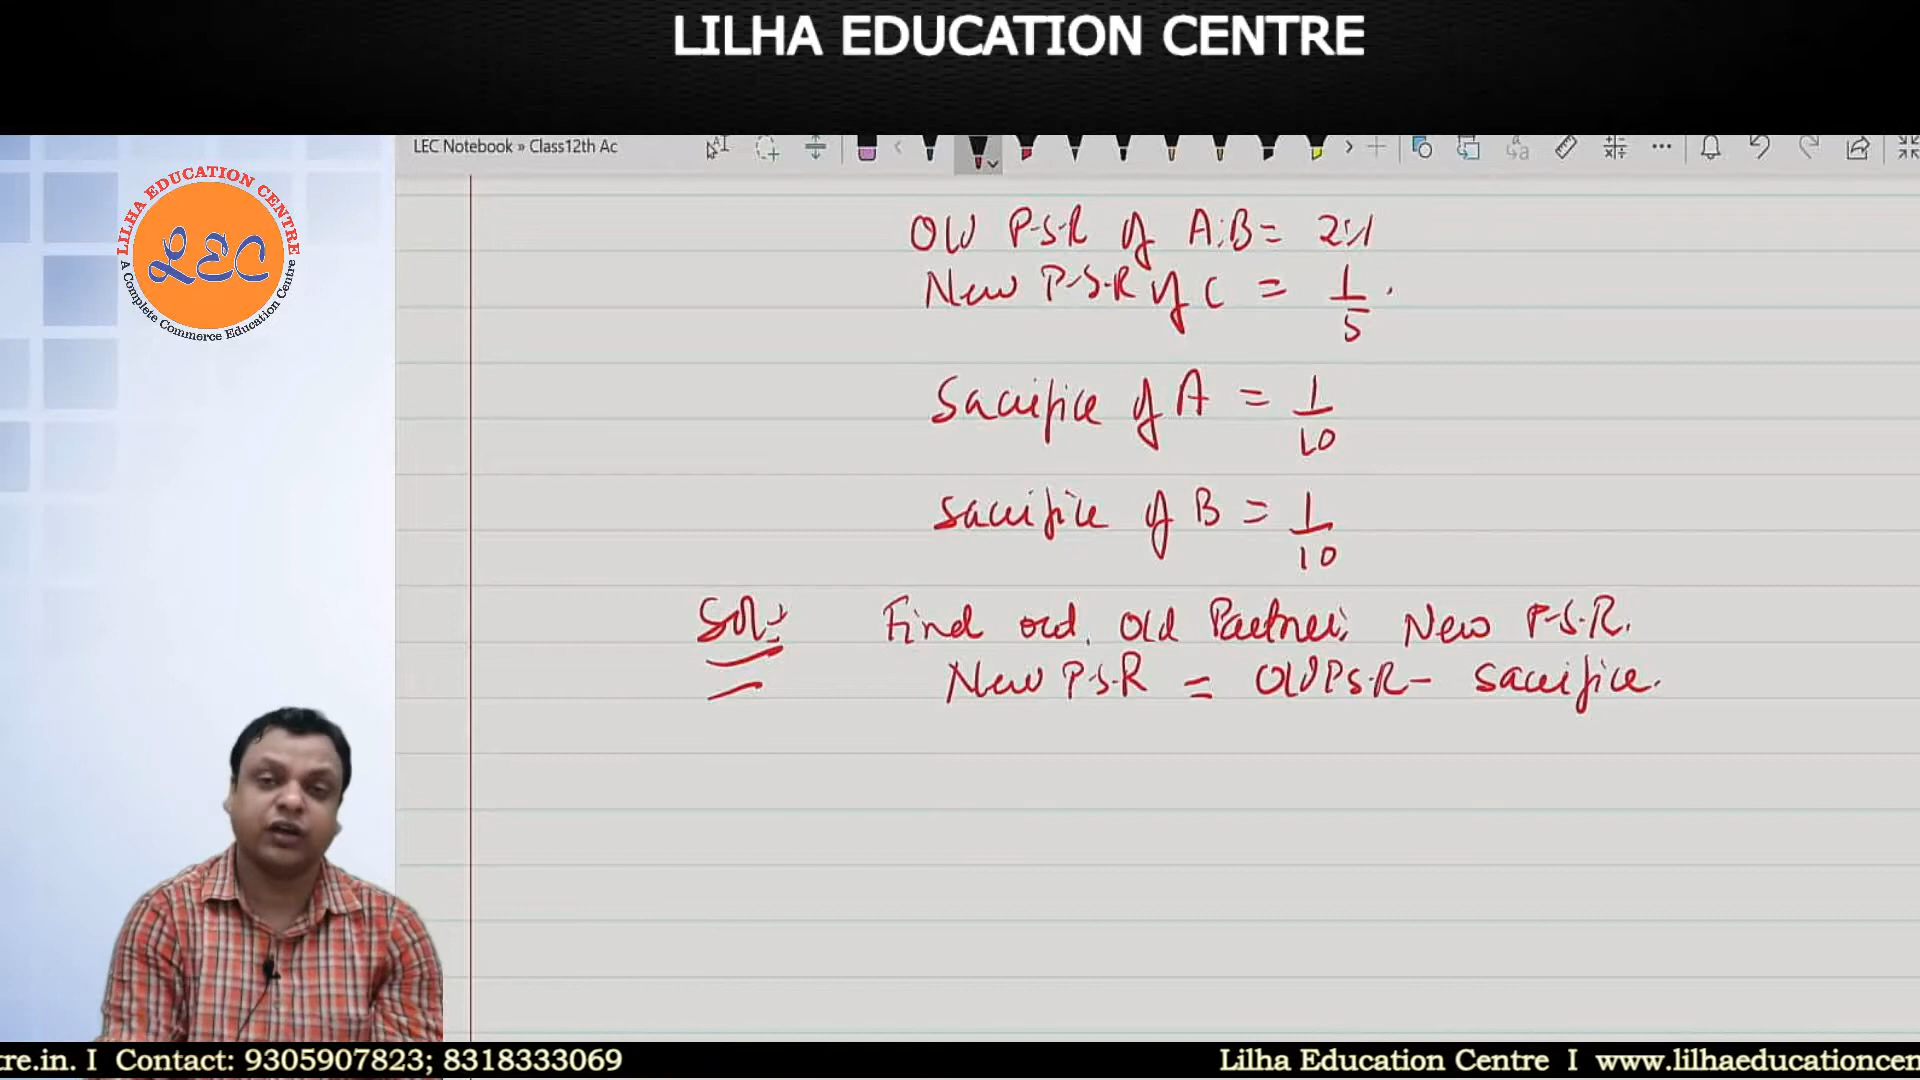 LILHA EDUCATION CENTRE
LEC Notebook » Class12th Ac
LILHA EDUCATION CENTRE
LEC
A Complete Commerce Education Centre
Old P.S.R of A:B = 2:1
New P.S.R of C = 1/5.
Sacrifice of A = 1/10
Sacrifice of B = 1/10
Sol:
Find out Old Partner's New P.S.R.
New P.S.R = Old P.S.R - Sacrifice.
tre.in. I Contact: 9305907823; 8318333069
Lilha Education Centre I www.lilhaeducationcen